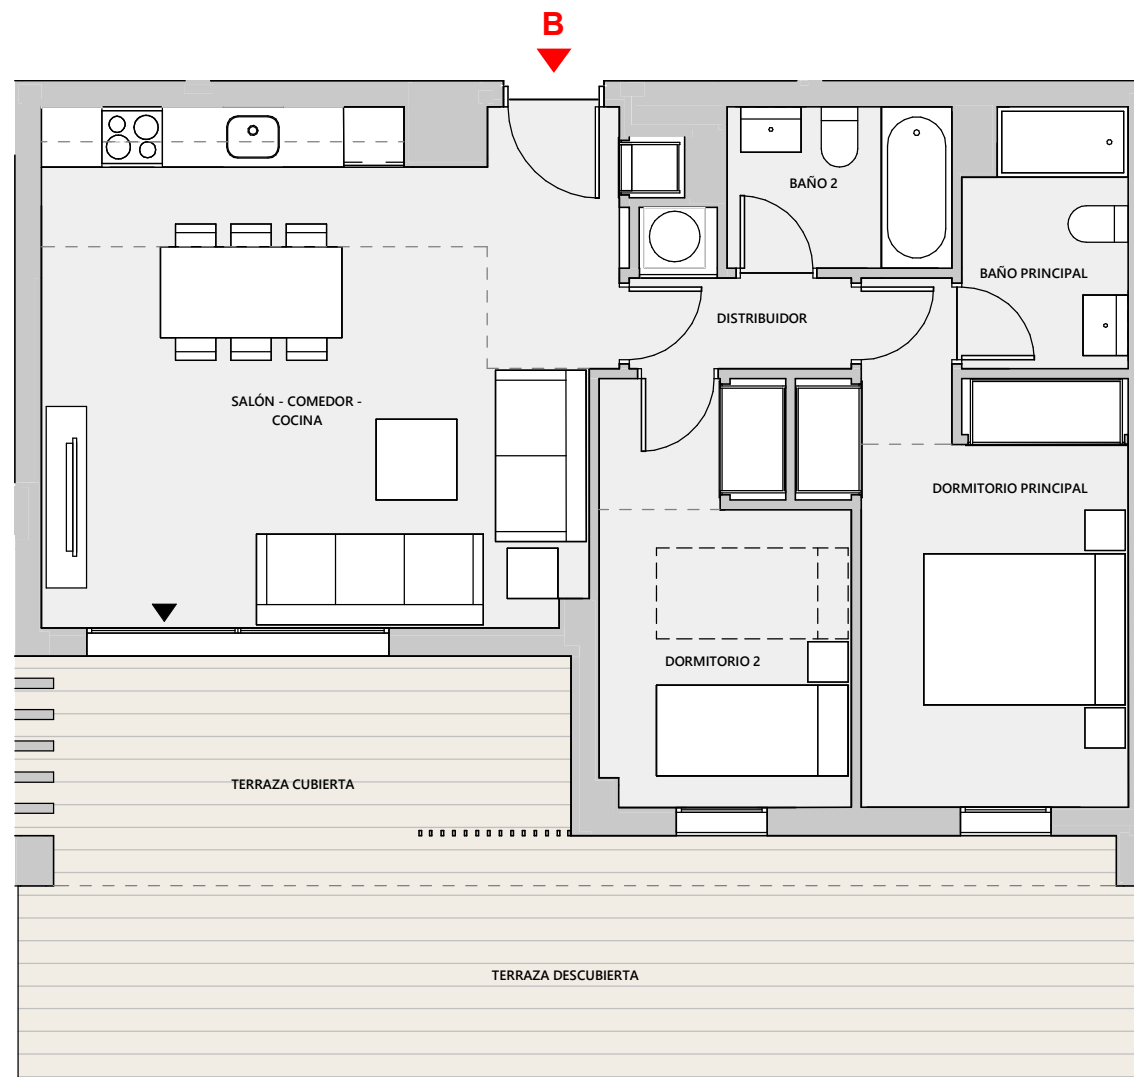 B
BAÑO 2
BAÑO PRINCIPAL
DISTRIBUIDOR
SALÓN - COMEDOR -
COCINA
DORMITORIO PRINCIPAL
DORMITORIO 2
TERRAZA CUBIERTA
TERRAZA DESCUBIERTA